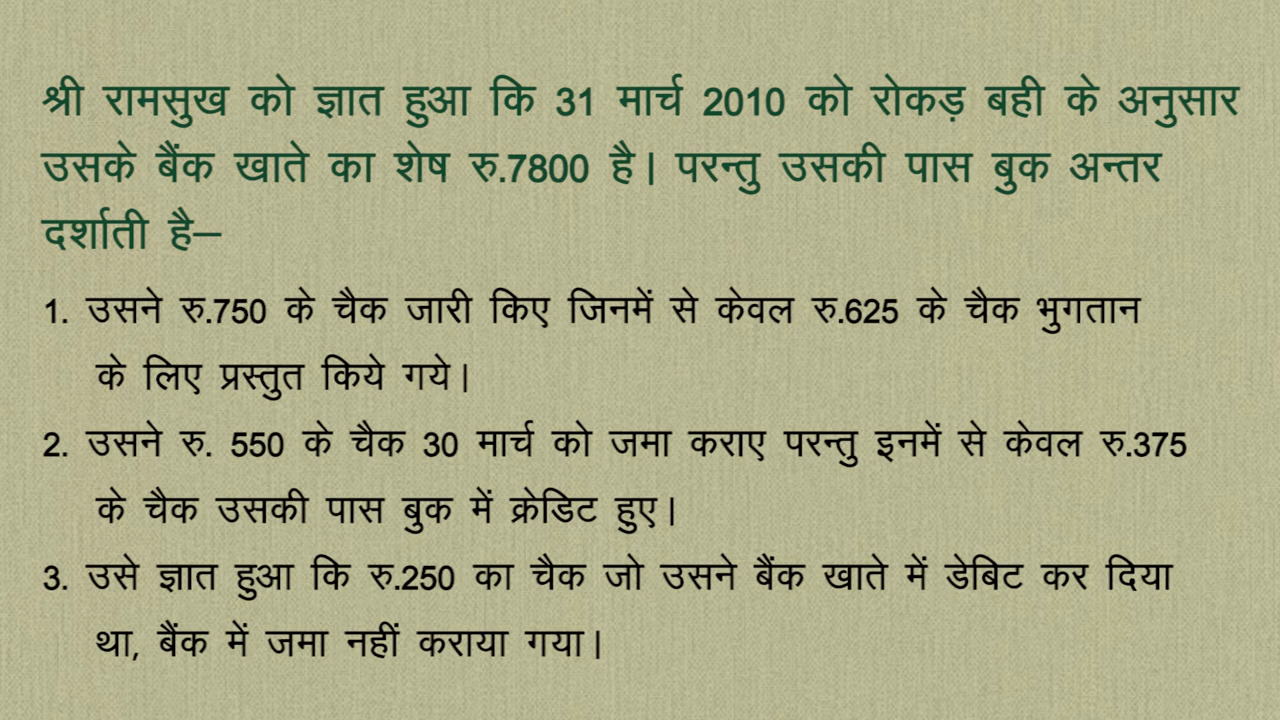 श्री रामसुख को ज्ञात हुआ कि 31 मार्च 2010 को रोकड़ बही के अनुसार
उसके बैंक खाते का शेष रु.7800 है। परन्तु उसकी पास बुक अन्तर
दर्शाती है–
1. उसने रु.750 के चैक जारी किए जिनमें से केवल रु.625 के चैक भुगतान
के लिए प्रस्तुत किये गये।
2. उसने रु. 550 के चैक 30 मार्च को जमा कराए परन्तु इनमें से केवल रु.375
के चैक उसकी पास बुक में क्रेडिट हुए।
3. उसे ज्ञात हुआ कि रु.250 का चैक जो उसने बैंक खाते में डेबिट कर दिया
था, बैंक में जमा नहीं कराया गया।